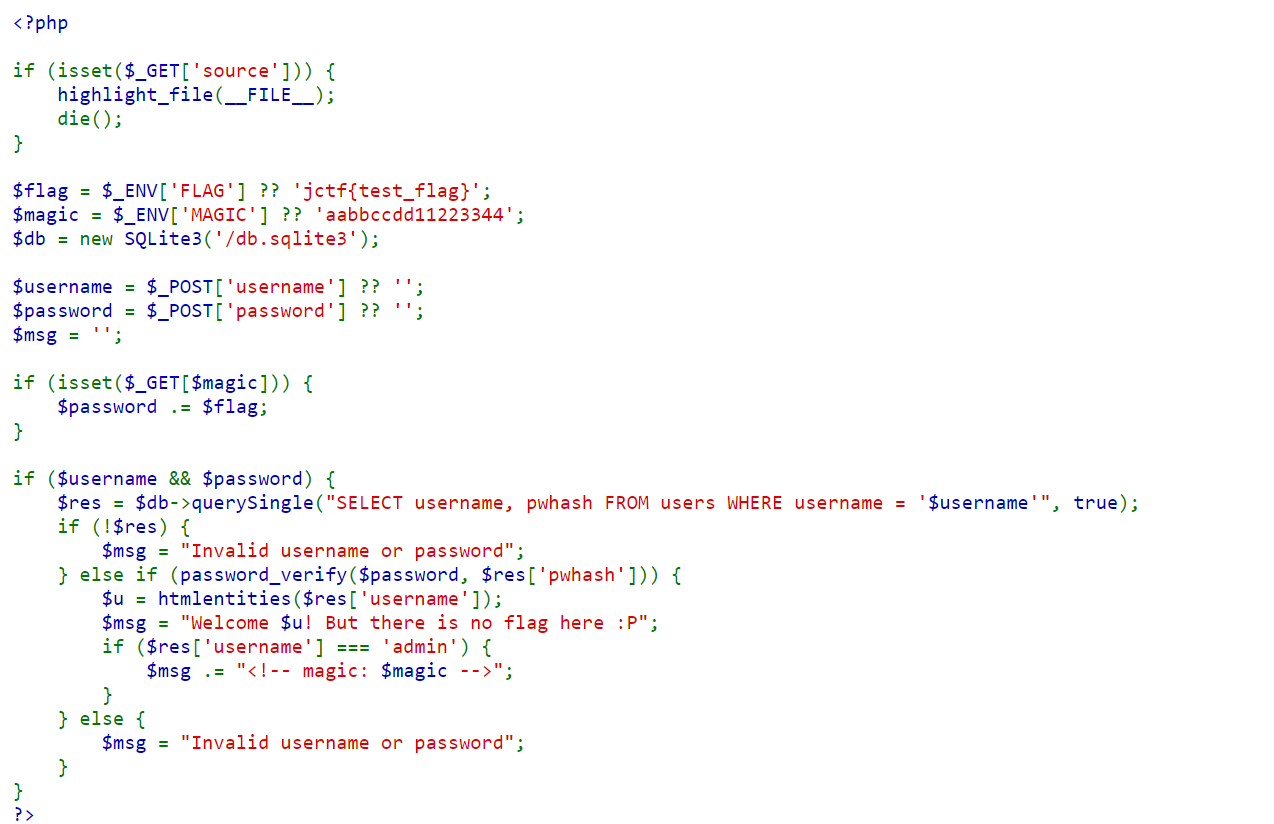 <?php
if (isset($_GET['source'])) {
    highlight_file(__FILE__);
    die();
}
$flag = $_ENV['FLAG'] ?? 'jctf{test_flag}';
$magic = $_ENV['MAGIC'] ?? 'aabbccdd11223344';
$db = new SQLite3('/db.sqlite3');
$username = $_POST['username'] ?? '';
$password = $_POST['password'] ?? '';
$msg = '';
if (isset($_GET[$magic])) {
    $password .= $flag;
}
if ($username && $password) {
    $res = $db->querySingle("SELECT username, pwhash FROM users WHERE username = '$username'", true);
    if (!$res) {
        $msg = "Invalid username or password";
    } else if (password_verify($password, $res['pwhash'])) {
        $u = htmlentities($res['username']);
        $msg = "Welcome $u! But there is no flag here :P";
        if ($res['username'] === 'admin') {
            $msg .= "<!-- magic: $magic -->";
        }
    } else {
        $msg = "Invalid username or password";
    }
}
?>